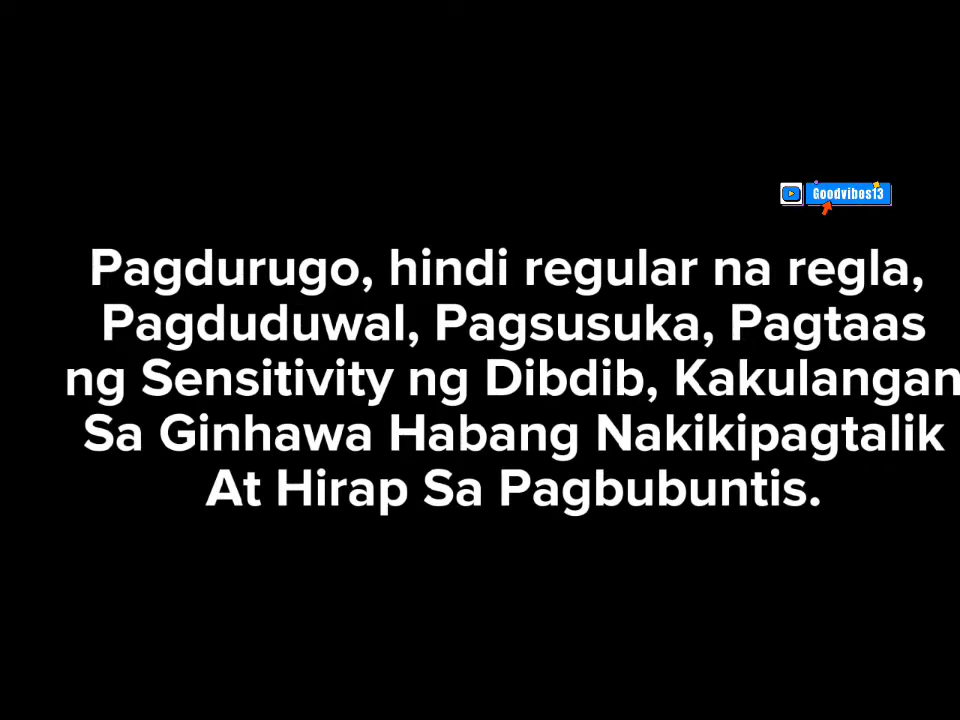 Goodvibes13
Pagdurugo, hindi regular na regla,
Pagduduwal, Pagsusuka, Pagtaas
ng Sensitivity ng Dibdib, Kakulangan
Sa Ginhawa Habang Nakikipagtalik
At Hirap Sa Pagbubuntis.